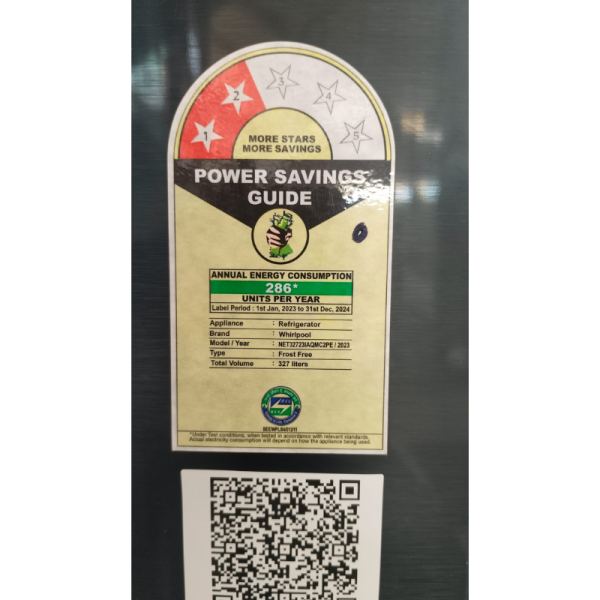 1 2 3 4 5
MORE STARS
MORE SAVINGS
POWER SAVINGS
GUIDE
ANNUAL ENERGY CONSUMPTION
286*
UNITS PER YEAR
Label Period : 1st Jan, 2023 to 31st Dec, 2024
Appliance : Refrigerator
Brand : Whirlpool
Model / Year : NET32723IAQMC2PE / 2023
Type : Frost Free
Total Volume : 327 liters
*Under Test conditions, when tested in accordance with relevant standards.
Actual electricity consumption will depend on how the appliance being used.